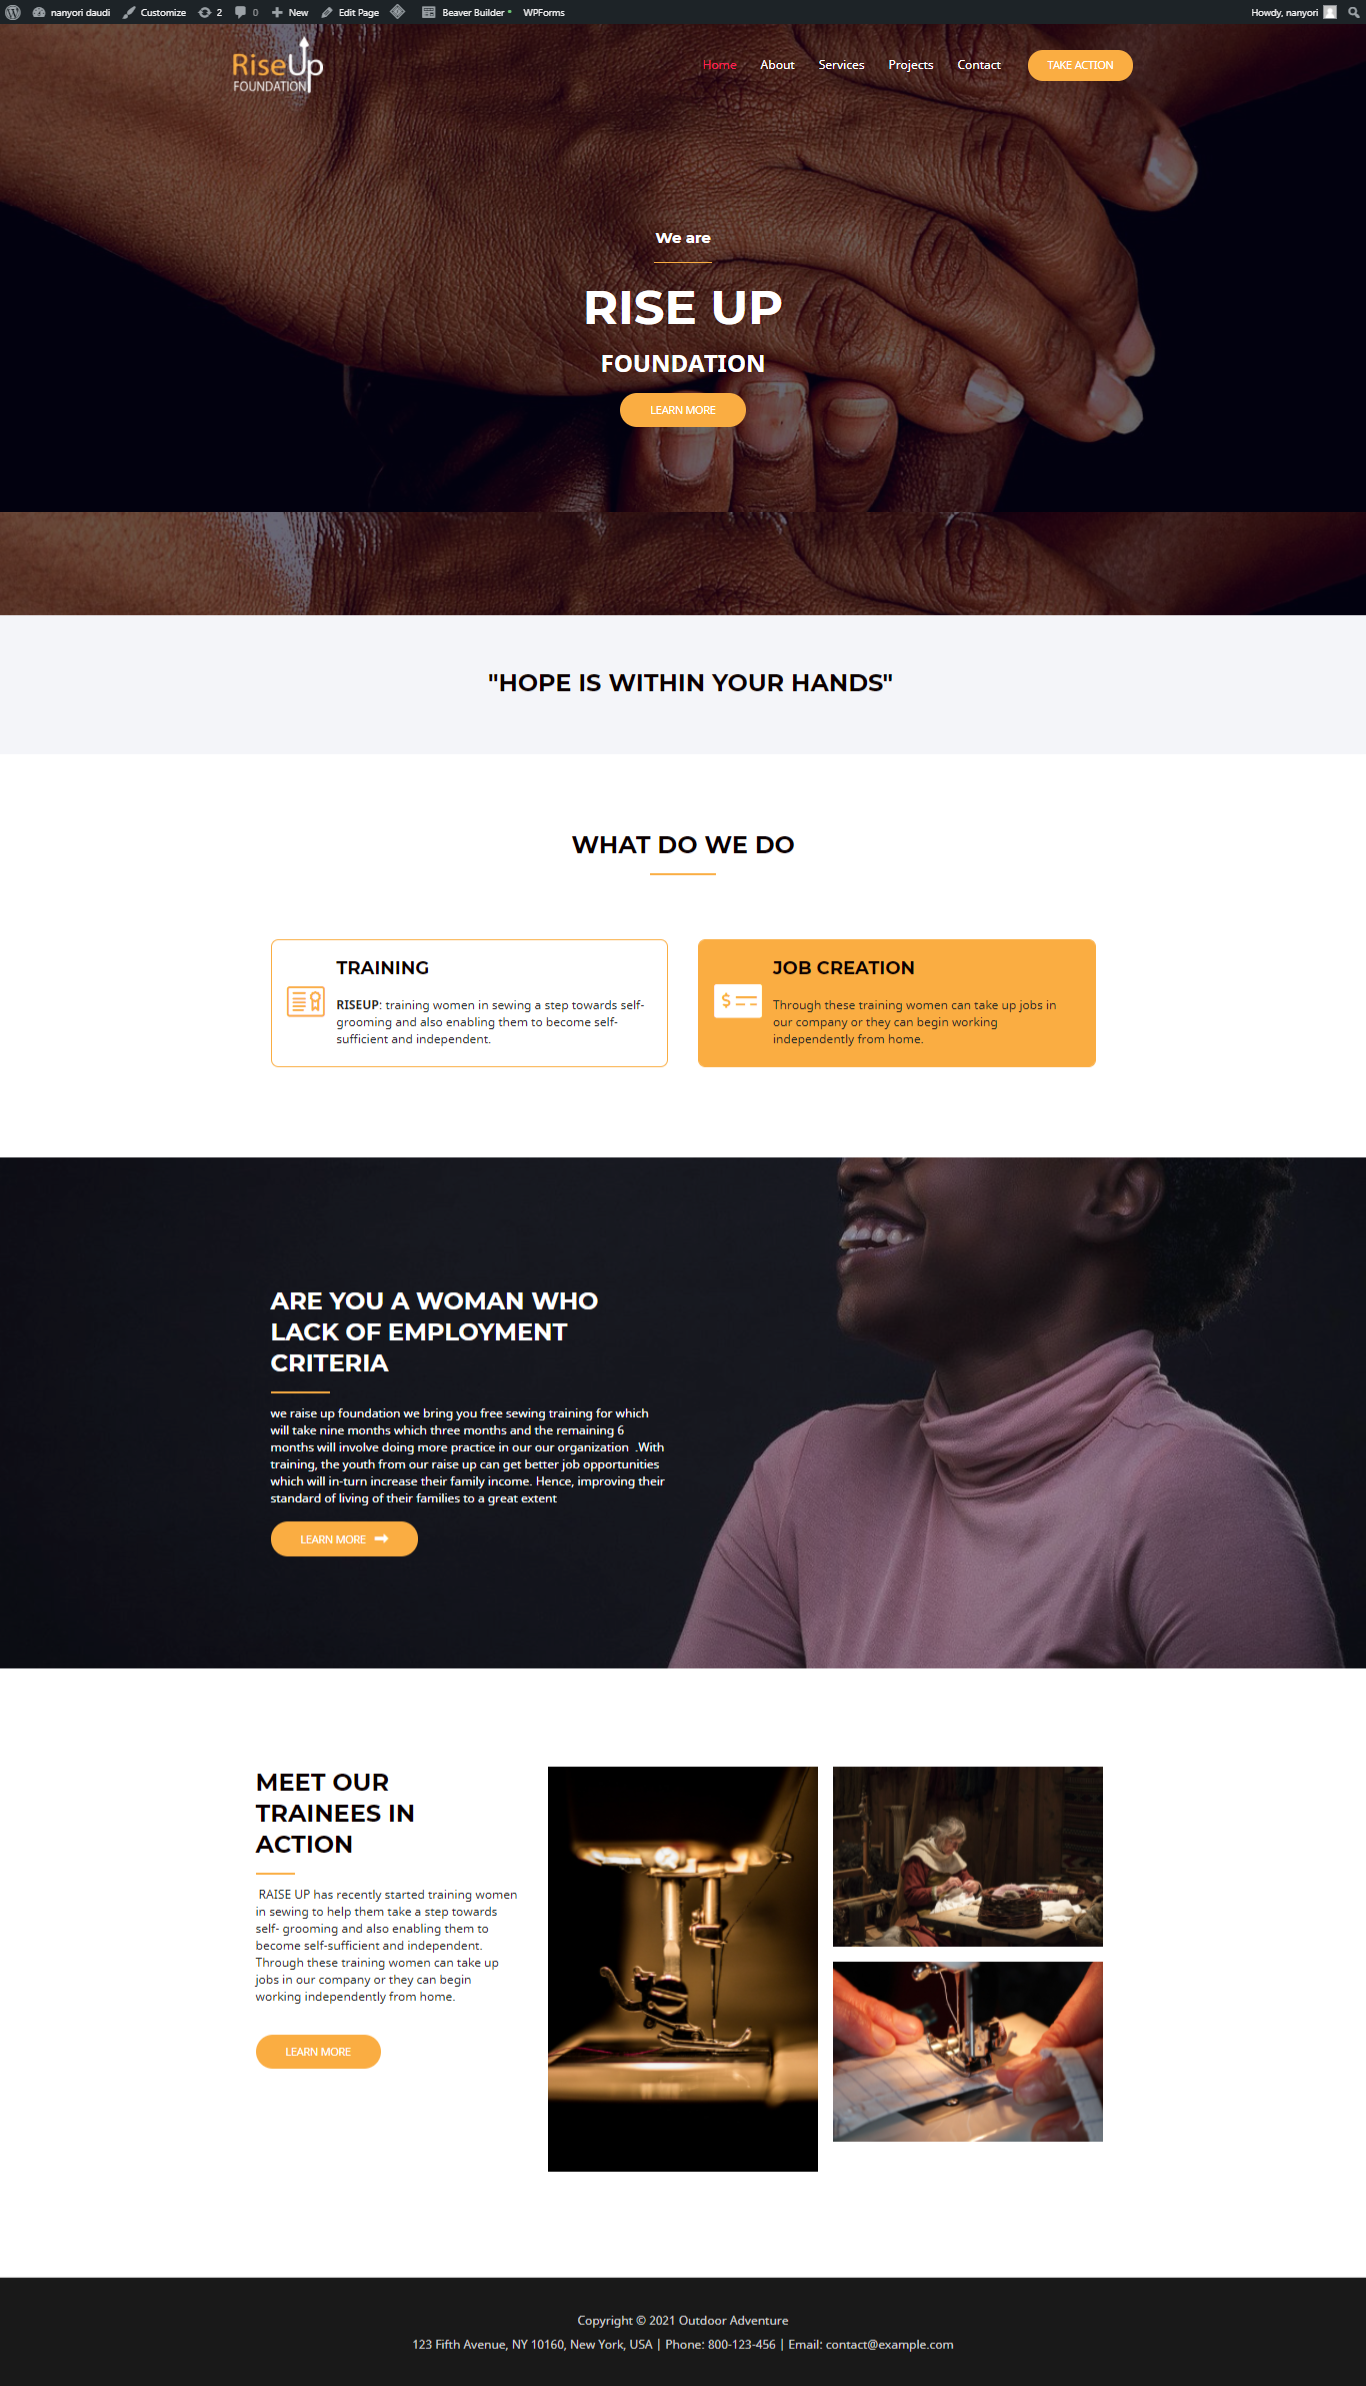 nanyori daudi Customize 2 0 New Edit Page Beaver Builder WPForms Howdy, nanyori
RiseUp
FOUNDATION
Home About Services Projects Contact TAKE ACTION
We are
RISE UP
FOUNDATION
LEARN MORE
"HOPE IS WITHIN YOUR HANDS"
WHAT DO WE DO
TRAINING
RISEUP: training women in sewing a step towards self-
grooming and also enabling them to become self-
sufficient and independent.
JOB CREATION
Through these training women can take up jobs in
our company or they can begin working
independently from home.
ARE YOU A WOMAN WHO
LACK OF EMPLOYMENT
CRITERIA
we raise up foundation we bring you free sewing training for which
will take nine months which three months and the remaining 6
months will involve doing more practice in our our organization  .With
training, the youth from our raise up can get better job opportunities
which will in-turn increase their family income. Hence, improving their
standard of living of their families to a great extent
LEARN MORE
MEET OUR
TRAINEES IN
ACTION
RAISE UP has recently started training women
in sewing to help them take a step towards
self- grooming and also enabling them to
become self-sufficient and independent.
Through these training women can take up
jobs in our company or they can begin
working independently from home.
LEARN MORE
Copyright © 2021 Outdoor Adventure
123 Fifth Avenue, NY 10160, New York, USA | Phone: 800-123-456 | Email: contact@example.com